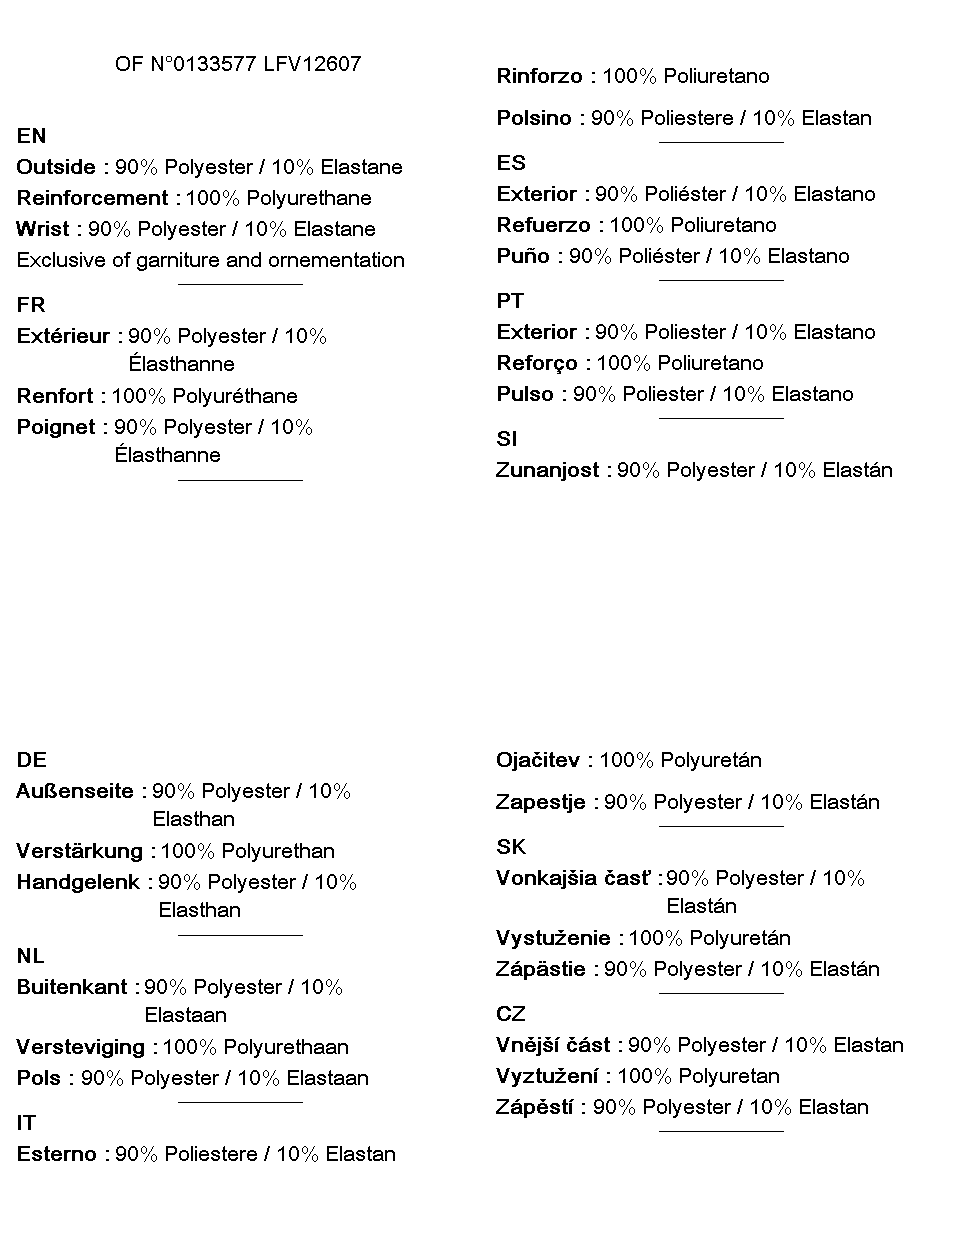 OF N°0133577 LFV12607
EN
Outside : 90% Polyester / 10% Elastane
Reinforcement : 100% Polyurethane
Wrist : 90% Polyester / 10% Elastane
Exclusive of garniture and ornementation
FR
Extérieur : 90% Polyester / 10%
Élasthanne
Renfort : 100% Polyuréthane
Poignet : 90% Polyester / 10%
Élasthanne
DE
Außenseite : 90% Polyester / 10%
Elasthan
Verstärkung : 100% Polyurethan
Handgelenk : 90% Polyester / 10%
Elasthan
NL
Buitenkant : 90% Polyester / 10%
Elastaan
Versteviging : 100% Polyurethaan
Pols : 90% Polyester / 10% Elastaan
IT
Esterno : 90% Poliestere / 10% Elastan
Rinforzo : 100% Poliuretano
Polsino : 90% Poliestere / 10% Elastan
ES
Exterior : 90% Poliéster / 10% Elastano
Refuerzo : 100% Poliuretano
Puño : 90% Poliéster / 10% Elastano
PT
Exterior : 90% Poliester / 10% Elastano
Reforço : 100% Poliuretano
Pulso : 90% Poliester / 10% Elastano
SI
Zunanjost : 90% Polyester / 10% Elastán
Ojačitev : 100% Polyuretán
Zapestje : 90% Polyester / 10% Elastán
SK
Vonkajšia časť : 90% Polyester / 10%
Elastán
Vystuženie : 100% Polyuretán
Zápästie : 90% Polyester / 10% Elastán
CZ
Vnější část : 90% Polyester / 10% Elastan
Vyztužení : 100% Polyuretan
Zápěstí : 90% Polyester / 10% Elastan